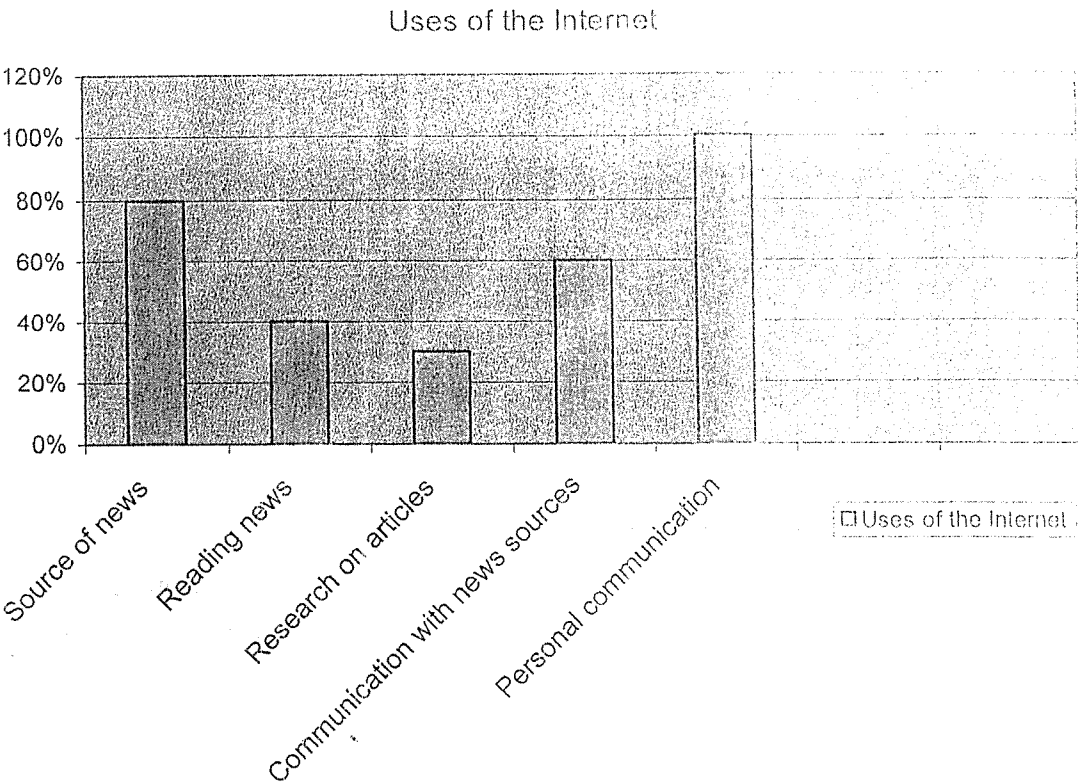 Uses of the Internet
120%
100%
80%
60%
40%
20%
0%
Source of news
Reading news
Research on articles
Communication with news sources
Personal communication
Uses of the Internet